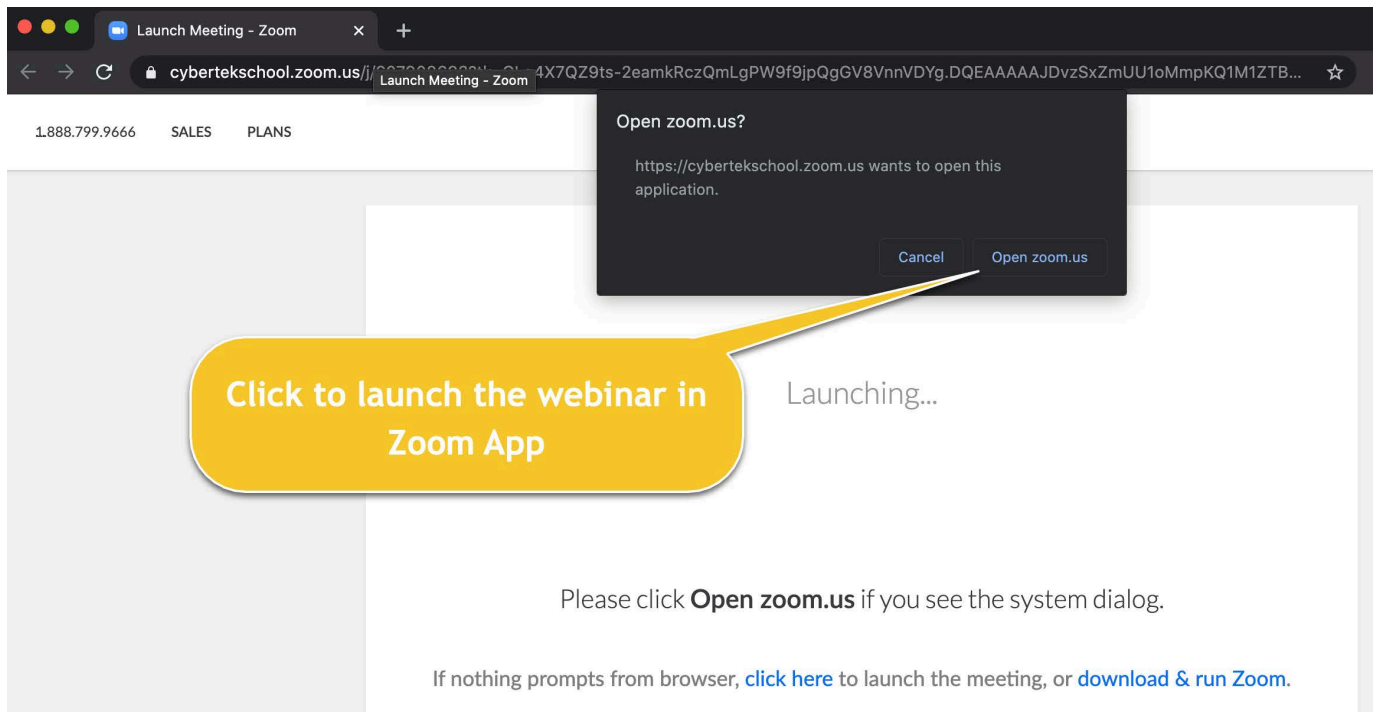 Launch Meeting - Zoom
cybertekschool.zoom.us/j/ 4X7QZ9ts-2eamkRczQmLgPW9f9jpQgGV8VnnVDYg.DQEAAAAAJDvzSxZmUU1oMmpKQ1M1ZTB...
Launch Meeting - Zoom
1.888.799.9666 SALES PLANS
Open zoom.us?
https://cybertekschool.zoom.us wants to open this
application.
Cancel Open zoom.us
Click to launch the webinar in
Zoom App
Launching...
Please click Open zoom.us if you see the system dialog.
If nothing prompts from browser, click here to launch the meeting, or download & run Zoom.